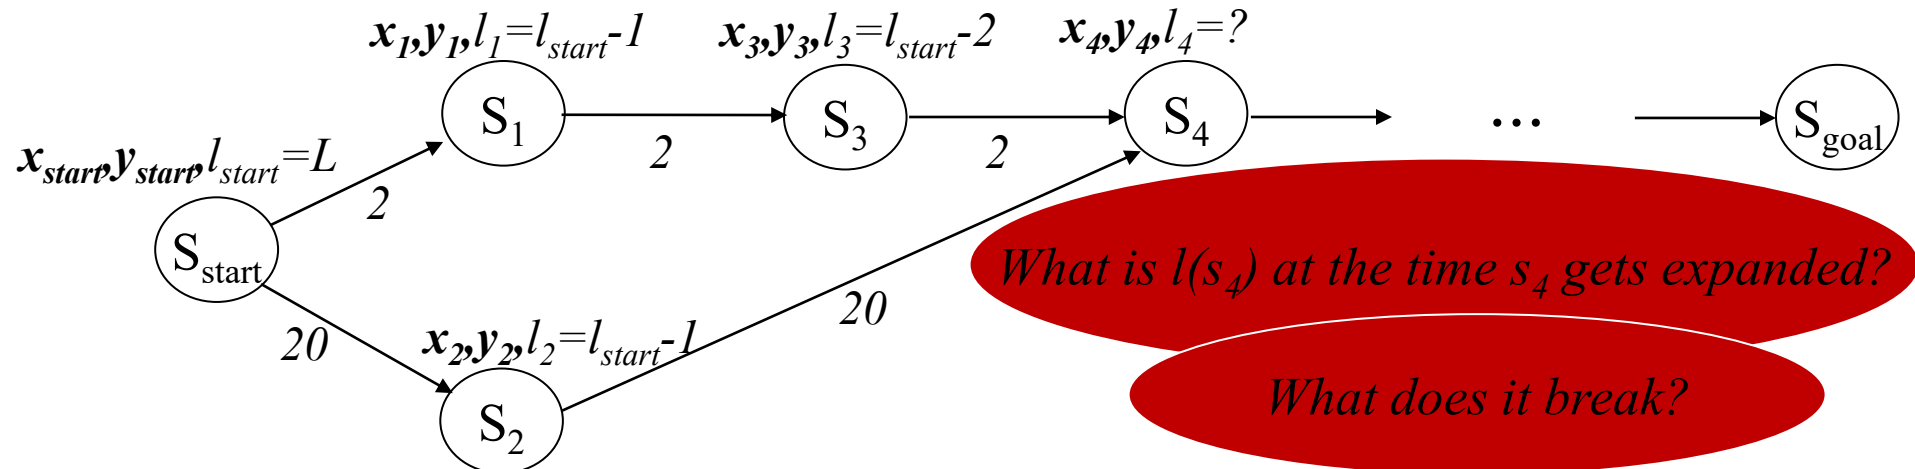 x1,y1,l1=lstart-1
x3,y3,l3=lstart-2
x4,y4,l4=?
S1
S3
S4
...
Sgoal
2
2
xstart,ystart,lstart=L
2
Sstart
What is l(s4) at the time s4 gets expanded?
20
20
x2,y2,l2=lstart-1
What does it break?
S2